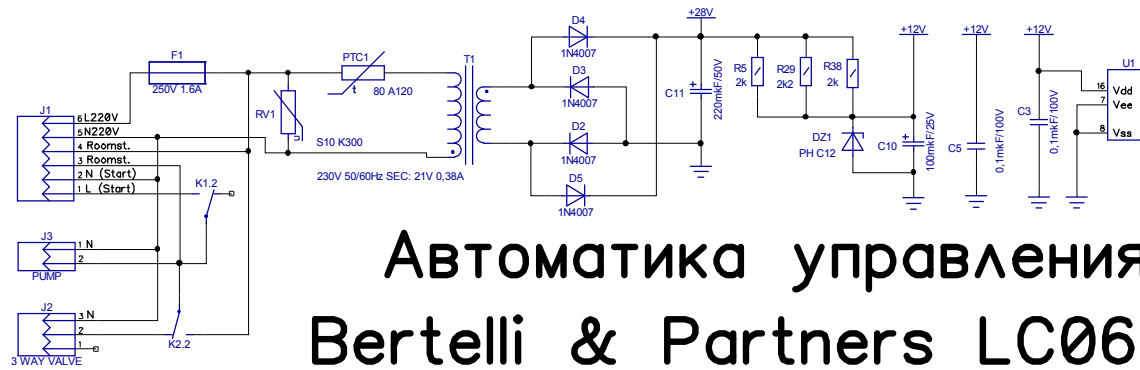 +28V
+12V
+12V
+12V
D4
1N4007
F1
250V 1.6A
PTC1
t
80 A120
T1
D3
1N4007
R5
2k
R29
2k2
R38
2k
U1
16 Vdd
7 Vee
8 Vss
C11
220mkF/50V
C3
0,1mkF/100V
J1
6 L220V
5 N220V
4 Roomst.
3 Roomst.
2 N (Start)
1 L (Start)
RV1
U
S10 K300
D2
1N4007
DZ1
PH C12
C10
100mkF/25V
C5
0,1mkF/100V
230V 50/60Hz SEC: 21V 0,38A
K1.2
D5
1N4007
J3
1 N
2
PUMP
Автоматика управления
J2
3 N
2
1
3 WAY VALVE
K2.2
Bertelli & Partners LC06